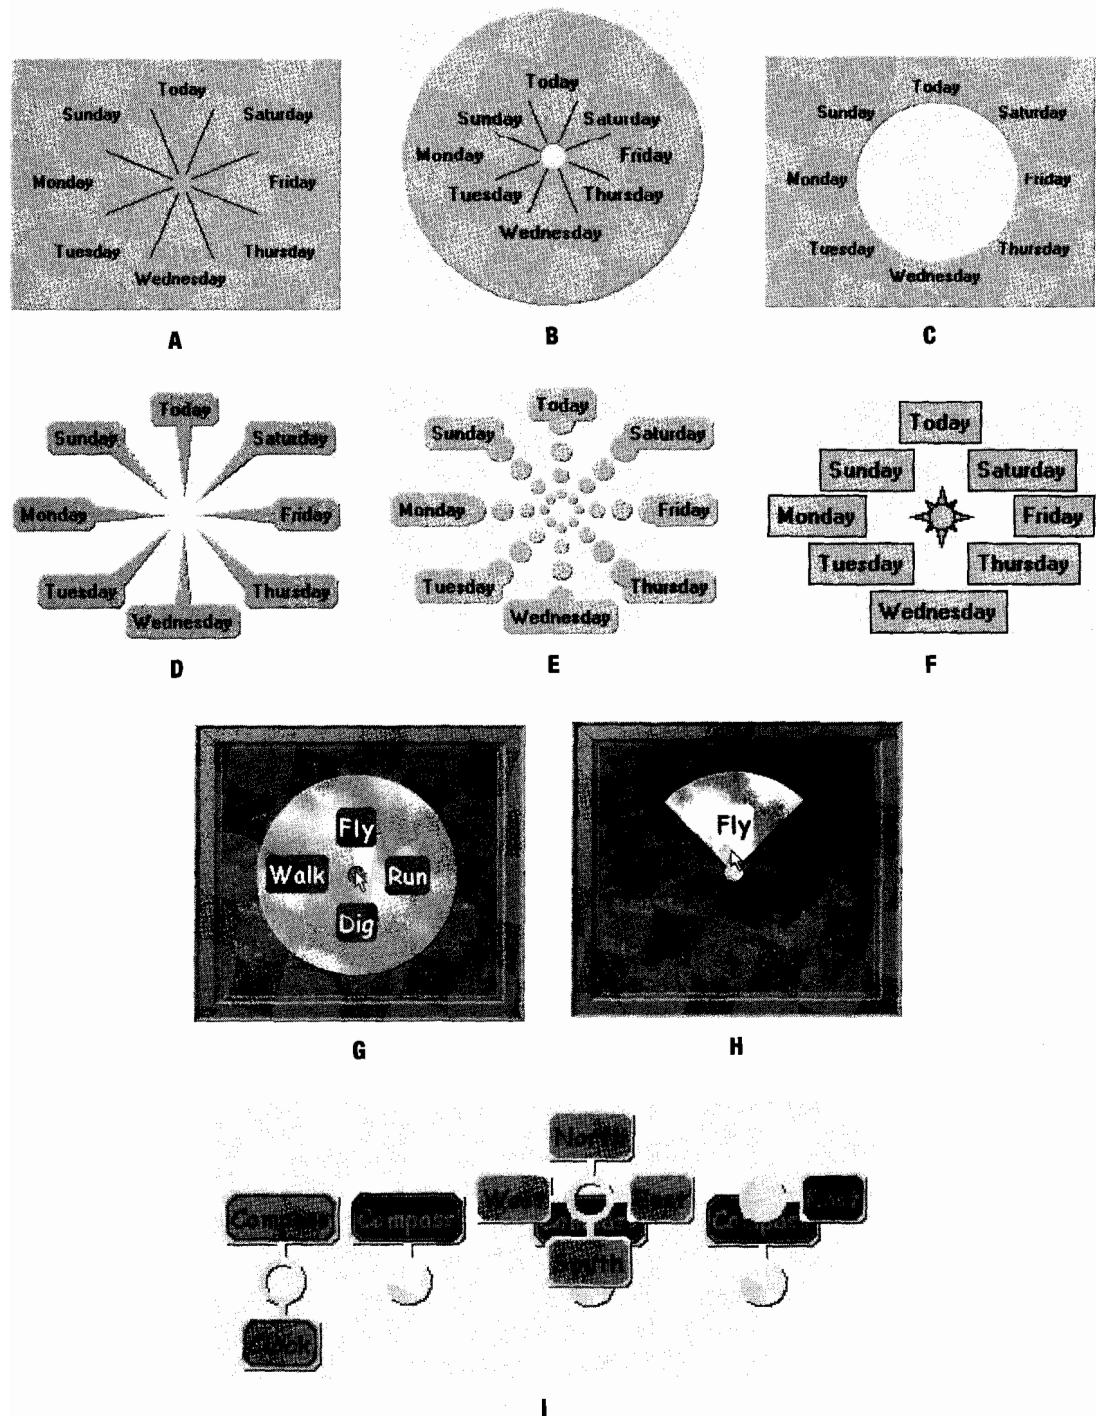 Today
Sunday Saturday
Monday Friday
Tuesday Thursday
Wednesday
A
Today
Sunday Saturday
Monday Friday
Tuesday Thursday
Wednesday
B
Today
Sunday Saturday
Monday Friday
Tuesday Thursday
Wednesday
C
Today
Sunday Saturday
Monday Friday
Tuesday Thursday
Wednesday
D
Today
Sunday Saturday
Monday Friday
Tuesday Thursday
Wednesday
E
Today
Sunday Saturday
Monday Friday
Tuesday Thursday
Wednesday
F
Fly
Walk Run
Dig
G
Fly
H
North
West East East
Compass Compass Compass Compass
South
I